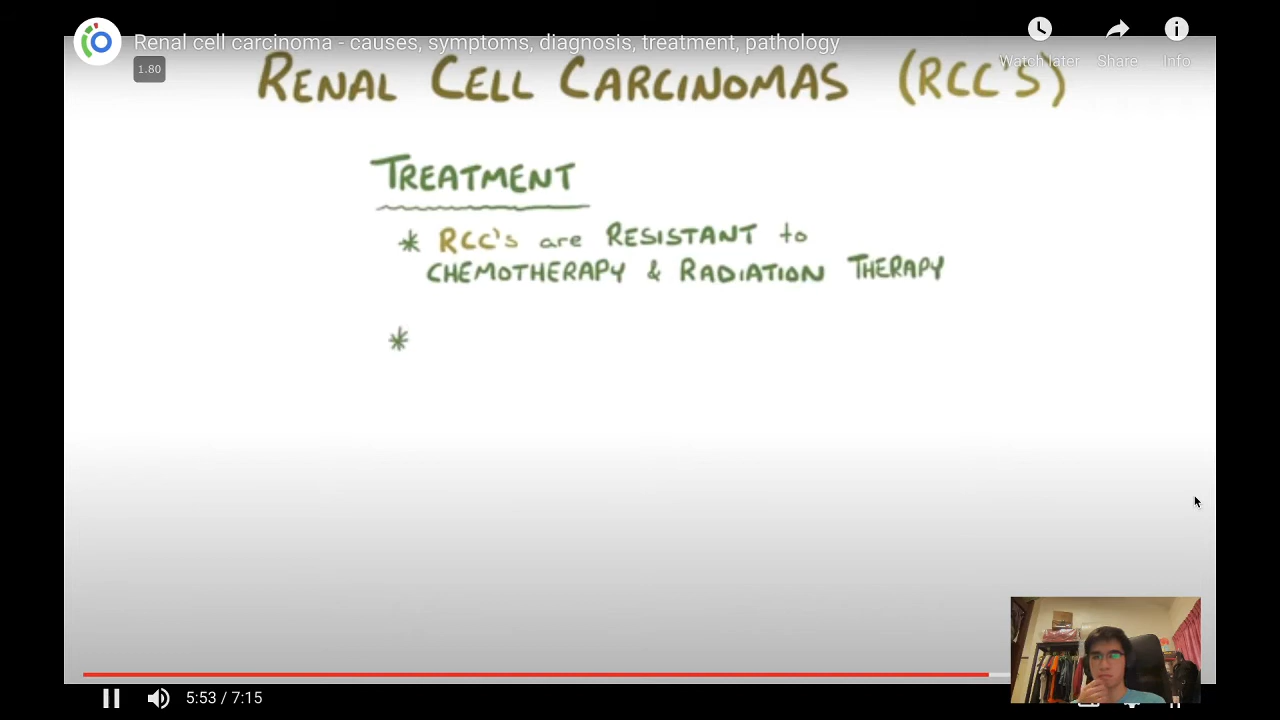 Renal cell carcinoma - causes, symptoms, diagnosis, treatment, pathology
1.80
Watch later Share Info
RENAL CELL CARCINOMAS (RCC'S)
TREATMENT
* RCC's are RESISTANT to
CHEMOTHERAPY & RADIATION THERAPY
*
5:53 / 7:15